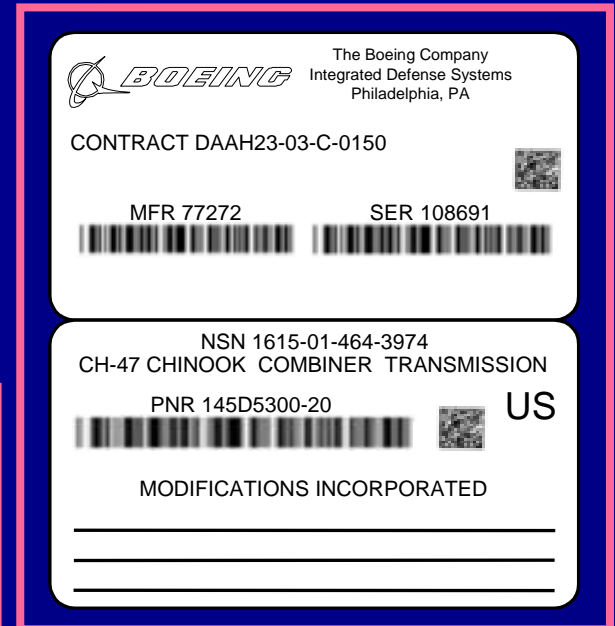 BOEING
The Boeing Company
Integrated Defense Systems
Philadelphia, PA
CONTRACT DAAH23-03-C-0150
MFR 77272
SER 108691
NSN 1615-01-464-3974
CH-47 CHINOOK COMBINER TRANSMISSION
PNR 145D5300-20
US
MODIFICATIONS INCORPORATED